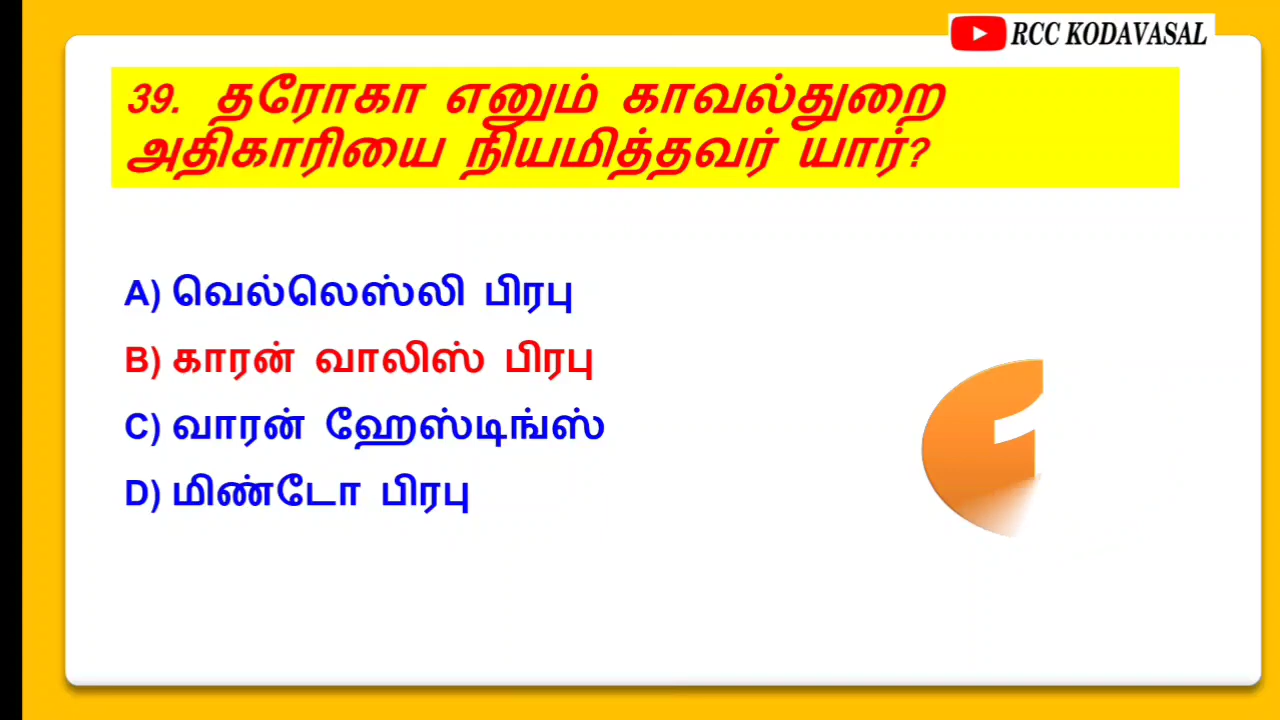 RCC KODAVASAL
39. தரோகா எனும் காவல்துறை
அதிகாரியை நியமித்தவர் யார்?
A) வெல்லெஸ்லி பிரபு
B) காரன் வாலிஸ் பிரபு
C) வாரன் ஹேஸ்டிங்ஸ்
D) மிண்டோ பிரபு